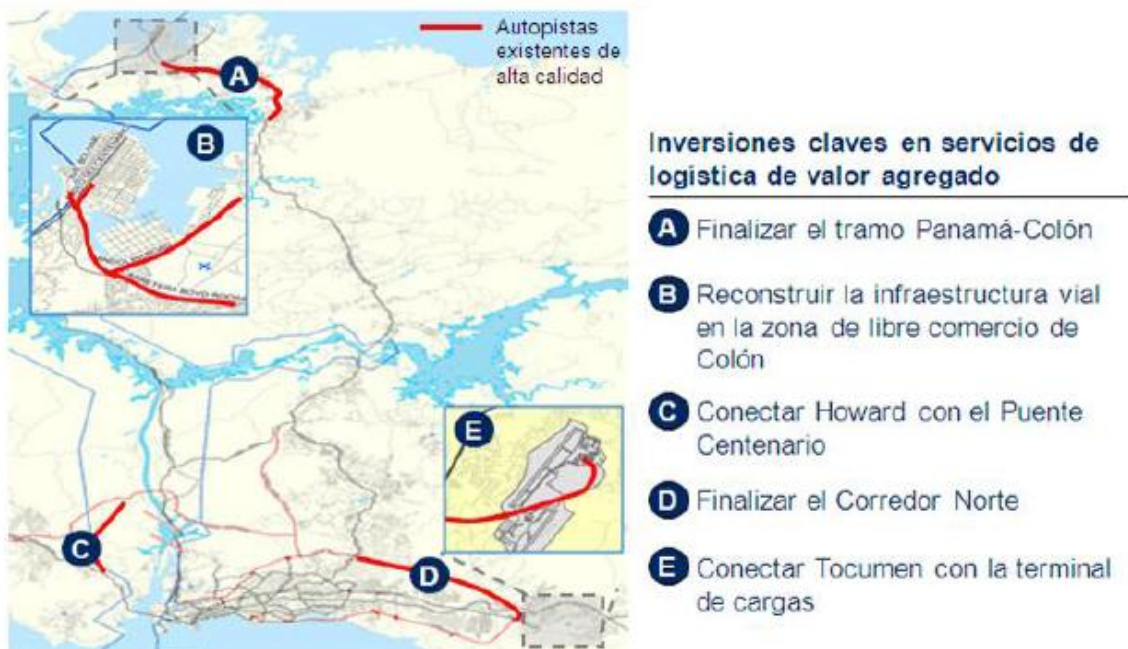 Autopistas
existentes de
alta calidad
A
B
E
C
D
Inversiones claves en servicios de
logística de valor agregado
A Finalizar el tramo Panamá-Colón
B Reconstruir la infraestructura vial
en la zona de libre comercio de
Colón
C Conectar Howard con el Puente
Centenario
D Finalizar el Corredor Norte
E Conectar Tocumen con la terminal
de cargas